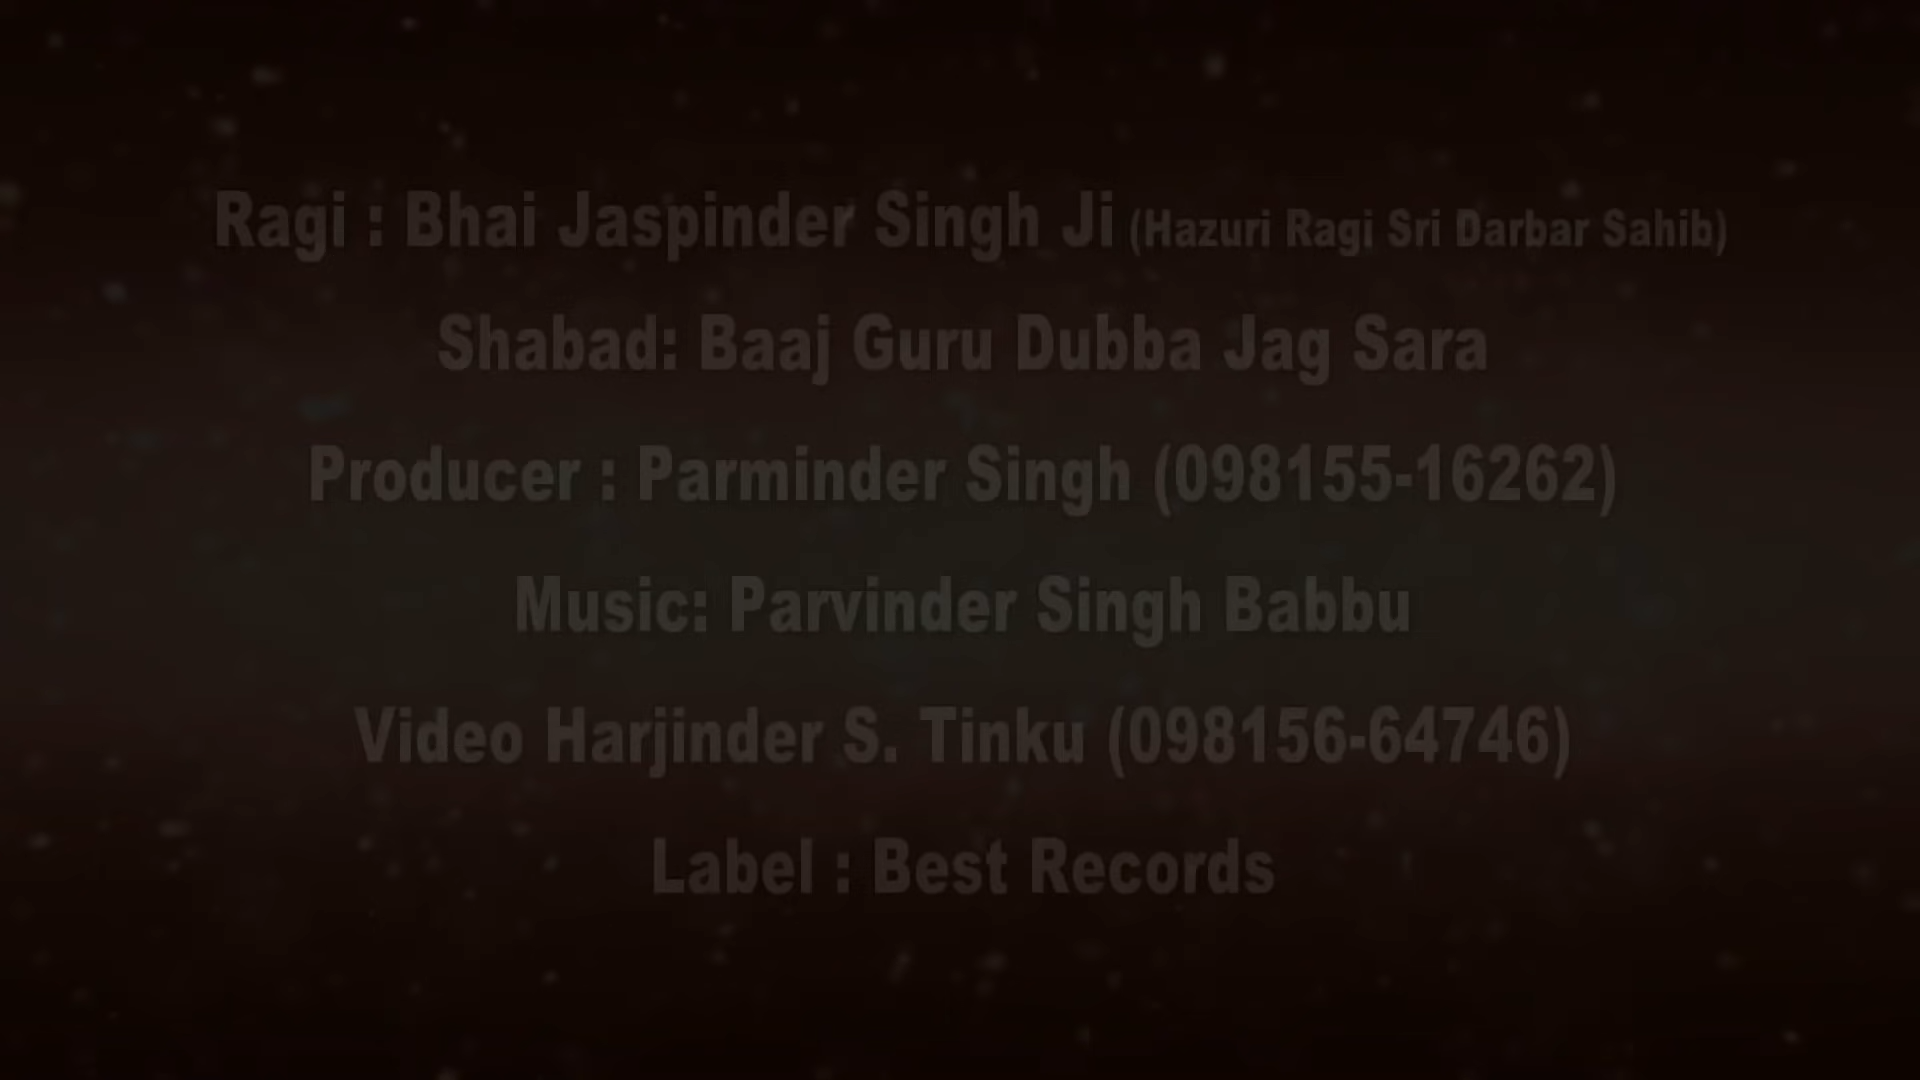 Ragi : Bhai Jaspinder Singh Ji (Hazuri Ragi Sri Darbar Sahib)
Shabad: Baaj Guru Dubba Jag Sara
Producer : Parminder Singh (098155-16262)
Music: Parvinder Singh Babbu
Video Harjinder S. Tinku (098156-64746)
Label : Best Records